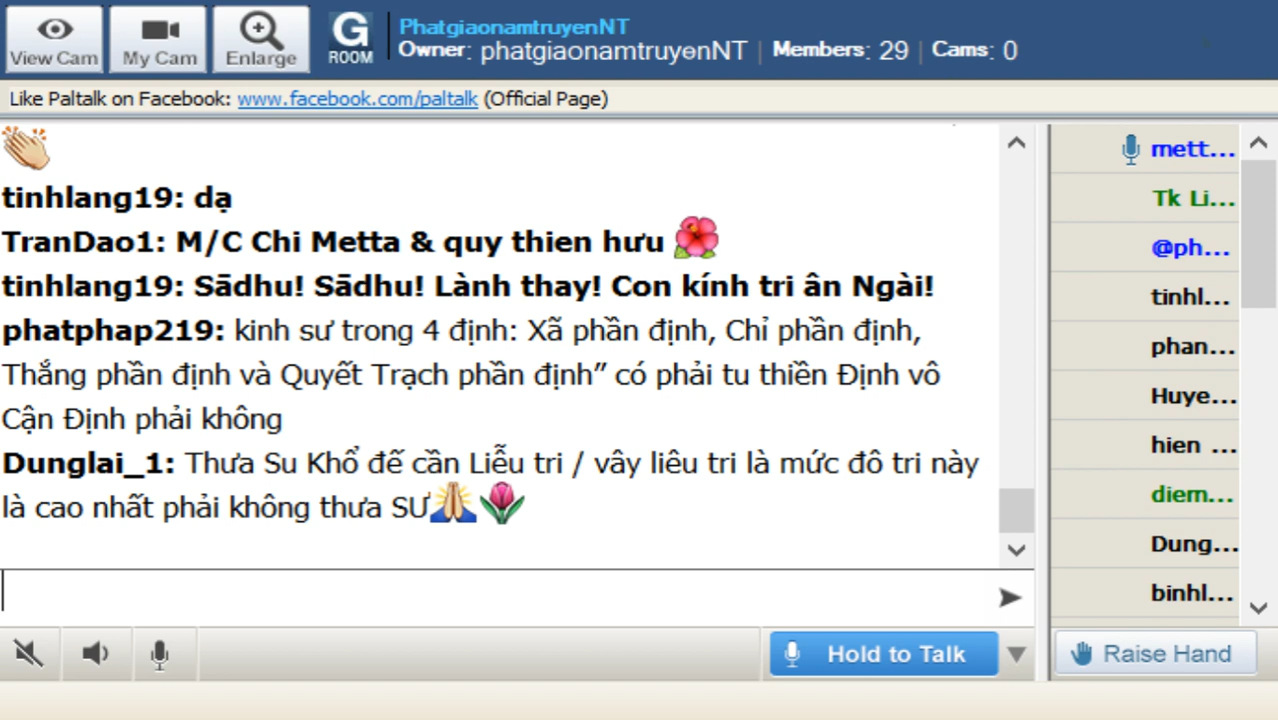 View Cam
My Cam
Enlarge
G
ROOM
PhatgiaonamtruyenNT
Owner: phatgiaonamtruyenNT | Members: 29 | Cams: 0
Like Paltalk on Facebook: www.facebook.com/paltalk (Official Page)
tinhlang19: dạ
TranDao1: M/C Chi Metta & quy thien hưu
tinhlang19: Sādhu! Sādhu! Lành thay! Con kính tri ân Ngài!
phatphap219: kinh sư trong 4 định: Xã phần định, Chỉ phần định,
Thắng phần định và Quyết Trạch phần định” có phải tu thiền Định vô
Cận Định phải không
Dunglai_1: Thưa Su Khổ đế cần Liễu tri / vây liêu tri là mức đô tri này
là cao nhất phải không thưa SƯ
mett...
Tk Li...
@ph...
tinhl...
phan...
Huye...
hien ...
diem...
Dung...
binhl...
Hold to Talk
Raise Hand